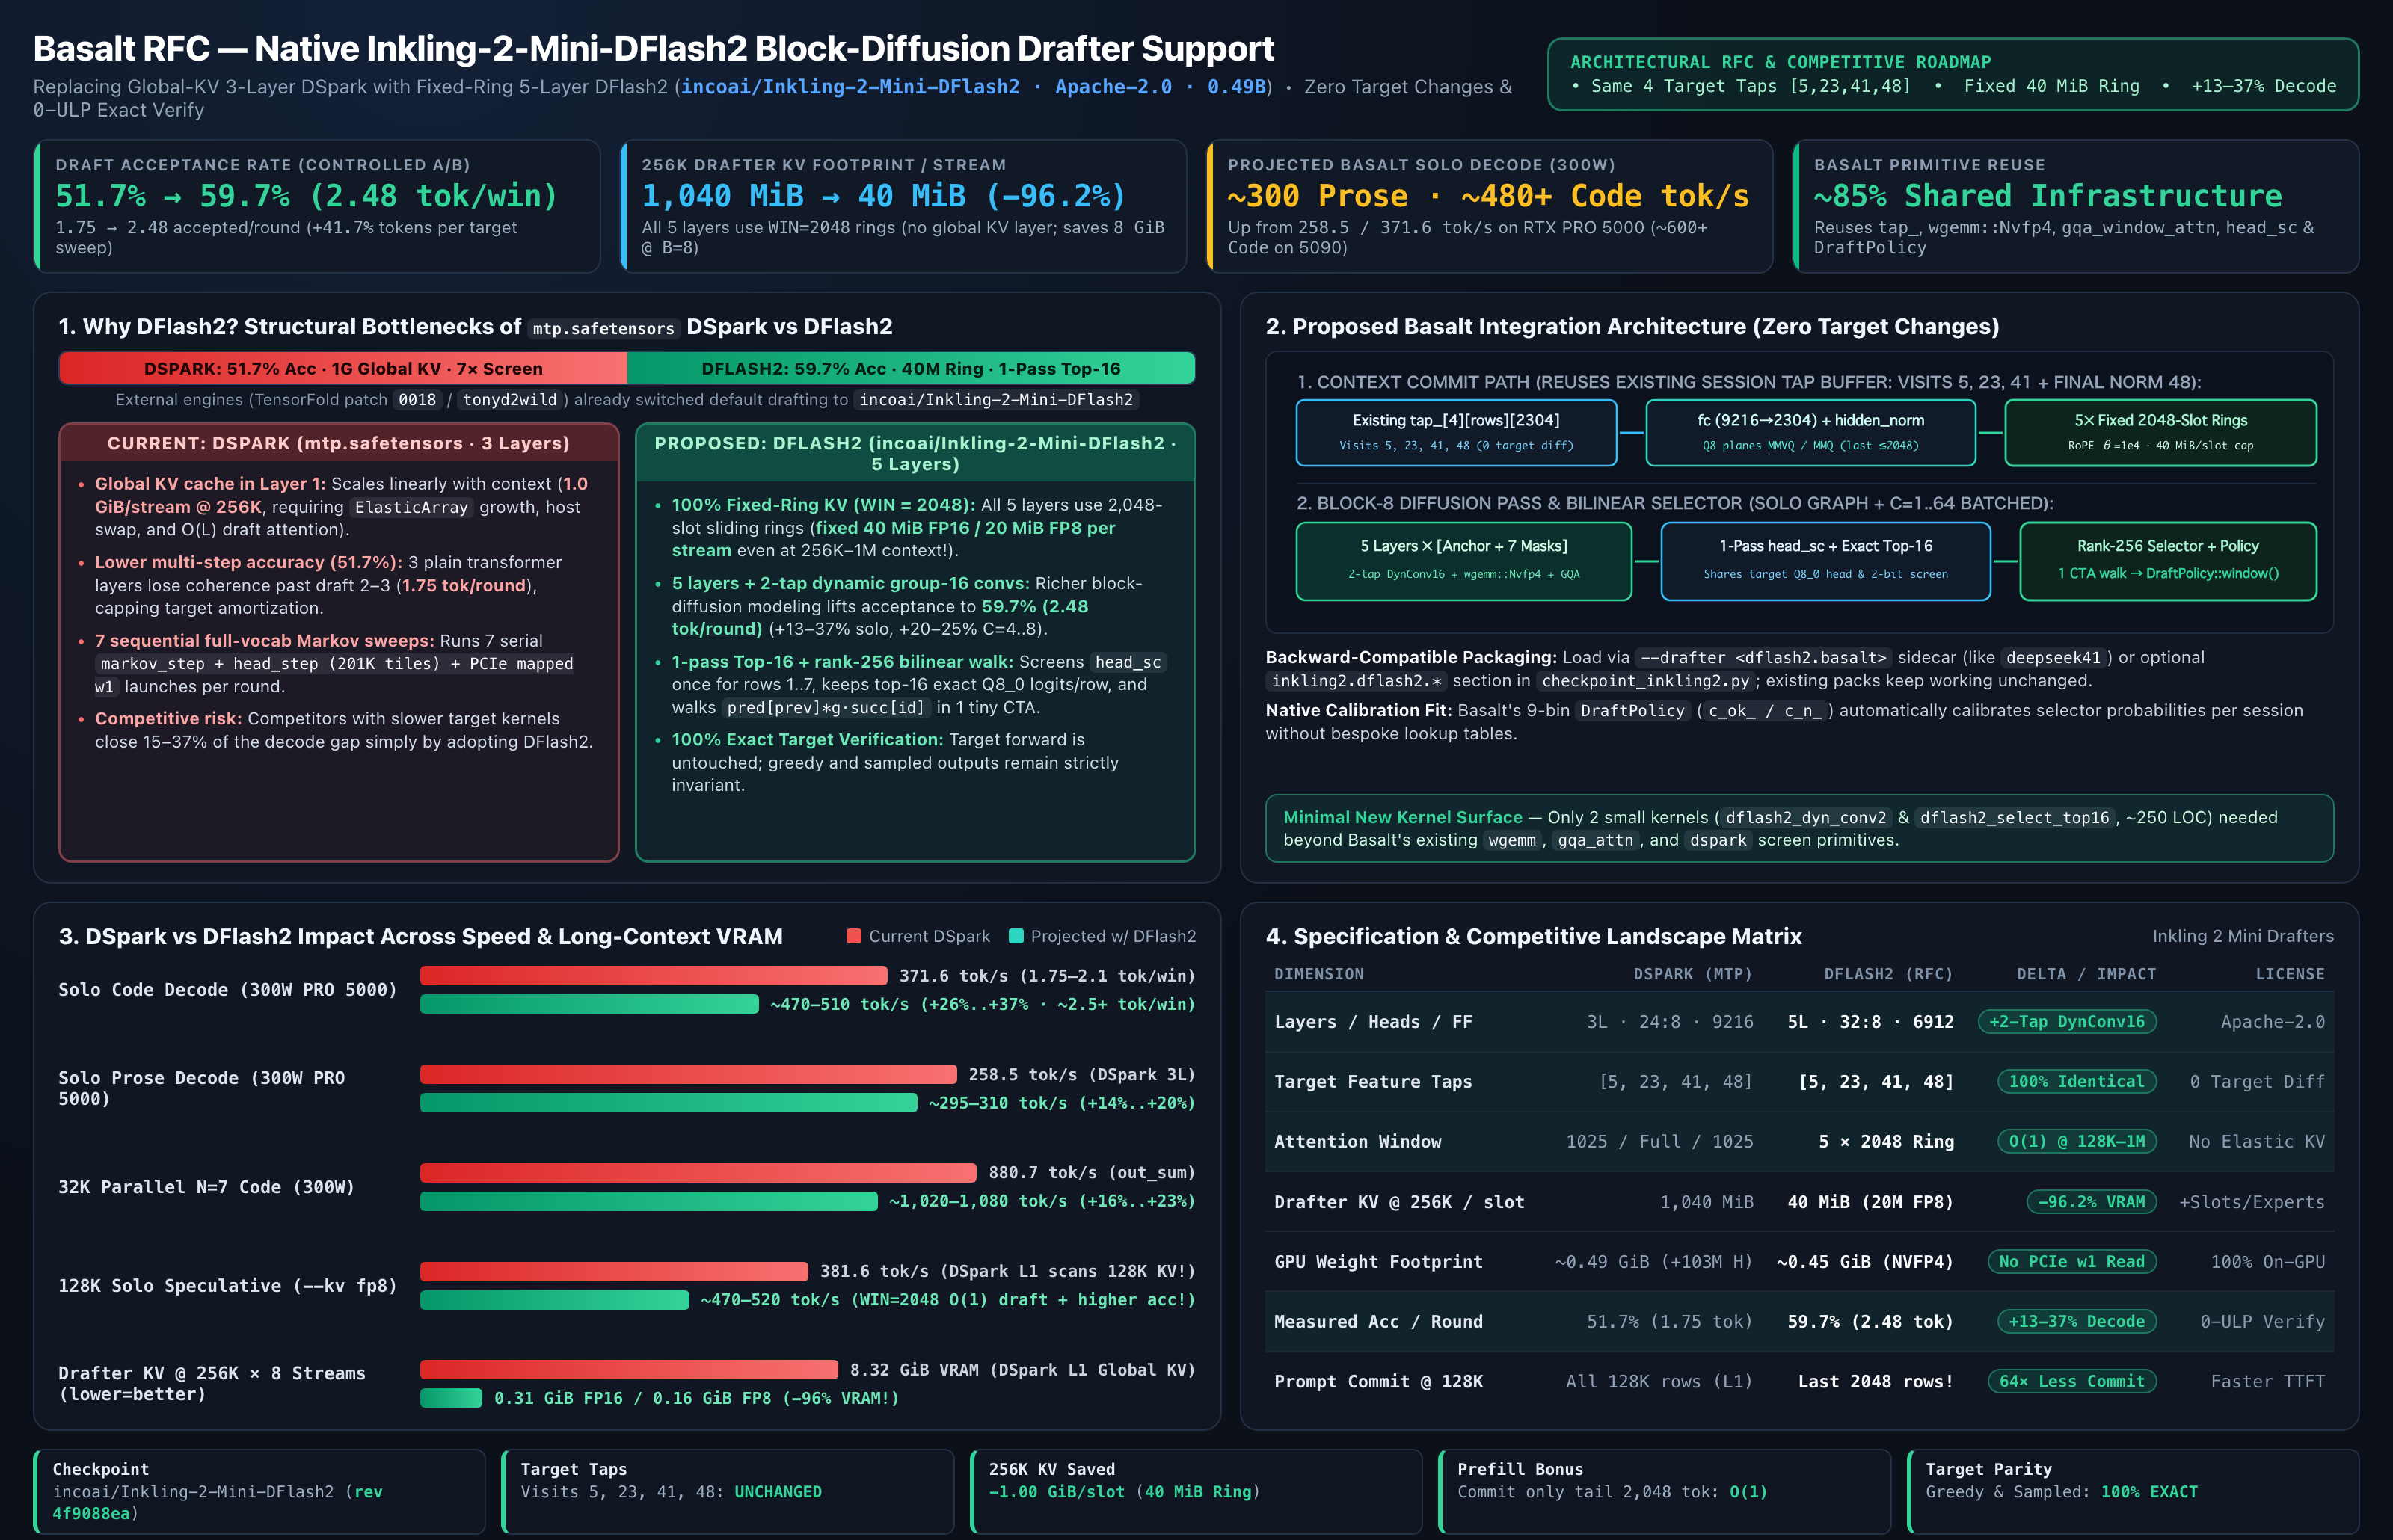 Basalt RFC — Native Inkling-2-Mini-DFlash2 Block-Diffusion Drafter Support
Replacing Global-KV 3-Layer DSpark with Fixed-Ring 5-Layer DFlash2 (incoai/Inkling-2-Mini-DFlash2 · Apache-2.0 · 0.49B) • Zero Target Changes &
0-ULP Exact Verify
ARCHITECTURAL RFC & COMPETITIVE ROADMAP
• Same 4 Target Taps [5,23,41,48] • Fixed 40 MiB Ring • +13–37% Decode
DRAFT ACCEPTANCE RATE (CONTROLLED A/B)
51.7% → 59.7% (2.48 tok/win)
1.75 → 2.48 accepted/round (+41.7% tokens per target
sweep)
256K DRAFTER KV FOOTPRINT / STREAM
1,040 MiB → 40 MiB (−96.2%)
All 5 layers use WIN=2048 rings (no global KV layer; saves 8 GiB
@ B=8)
PROJECTED BASALT SOLO DECODE (300W)
~300 Prose · ~480+ Code tok/s
Up from 258.5 / 371.6 tok/s on RTX PRO 5000 (~600+
Code on 5090)
BASALT PRIMITIVE REUSE
~85% Shared Infrastructure
Reuses tap_, wgemm::Nvfp4, gqa_window_attn, head_sc &
DraftPolicy
1. Why DFlash2? Structural Bottlenecks of mtp.safetensors DSpark vs DFlash2
DSPARK: 51.7% Acc · 1G Global KV · 7× Screen
DFLASH2: 59.7% Acc · 40M Ring · 1-Pass Top-16
External engines (TensorFold patch 0018 / tonyd2wild) already switched default drafting to incoai/Inkling-2-Mini-DFlash2
CURRENT: DSPARK (mtp.safetensors · 3 Layers)
• Global KV cache in Layer 1: Scales linearly with context (1.0
GiB/stream @ 256K, requiring ElasticArray growth, host
swap, and O(L) draft attention).
• Lower multi-step accuracy (51.7%): 3 plain transformer
layers lose coherence past draft 2–3 (1.75 tok/round),
capping target amortization.
• 7 sequential full-vocab Markov sweeps: Runs 7 serial
markov_step + head_step (201K tiles) + PCIe mapped
w1 launches per round.
• Competitive risk: Competitors with slower target kernels
close 15–37% of the decode gap simply by adopting DFlash2.
PROPOSED: DFLASH2 (incoai/Inkling-2-Mini-DFlash2 ·
5 Layers)
• 100% Fixed-Ring KV (WIN = 2048): All 5 layers use 2,048-
slot sliding rings (fixed 40 MiB FP16 / 20 MiB FP8 per
stream even at 256K–1M context!).
• 5 layers + 2-tap dynamic group-16 convs: Richer block-
diffusion modeling lifts acceptance to 59.7% (2.48
tok/round) (+13–37% solo, +20–25% C=4..8).
• 1-pass Top-16 + rank-256 bilinear walk: Screens head_sc
once for rows 1..7, keeps top-16 exact Q8_0 logits/row, and
walks pred[prev]*g·succ[id] in 1 tiny CTA.
• 100% Exact Target Verification: Target forward is
untouched; greedy and sampled outputs remain strictly
invariant.
2. Proposed Basalt Integration Architecture (Zero Target Changes)
1. CONTEXT COMMIT PATH (REUSES EXISTING SESSION TAP BUFFER: VISITS 5, 23, 41 + FINAL NORM 48):
Existing tap_[4][rows][2304]
Visits 5, 23, 41, 48 (0 target diff)
fc (9216→2304) + hidden_norm
Q8 planes MMVQ / MMQ (last ≤2048)
5× Fixed 2048-Slot Rings
RoPE θ=1e4 · 40 MiB/slot cap
2. BLOCK-8 DIFFUSION PASS & BILINEAR SELECTOR (SOLO GRAPH + C=1..64 BATCHED):
5 Layers × [Anchor + 7 Masks]
2-tap DynConv16 + wgemm::Nvfp4 + GQA
1-Pass head_sc + Exact Top-16
Shares target Q8_0 head & 2-bit screen
Rank-256 Selector + Policy
1 CTA walk → DraftPolicy::window()
Backward-Compatible Packaging: Load via --drafter <dflash2.basalt> sidecar (like deepseek41) or optional
inkling2.dflash2.* section in checkpoint_inkling2.py; existing packs keep working unchanged.
Native Calibration Fit: Basalt's 9-bin DraftPolicy (c_ok_ / c_n_) automatically calibrates selector probabilities per session
without bespoke lookup tables.
Minimal New Kernel Surface — Only 2 small kernels (dflash2_dyn_conv2 & dflash2_select_top16, ~250 LOC) needed
beyond Basalt's existing wgemm, gqa_attn, and dspark screen primitives.
3. DSpark vs DFlash2 Impact Across Speed & Long-Context VRAM
Current DSpark
Projected w/ DFlash2
Solo Code Decode (300W PRO 5000)
371.6 tok/s (1.75–2.1 tok/win)
~470–510 tok/s (+26%..+37% · ~2.5+ tok/win)
Solo Prose Decode (300W PRO
5000)
258.5 tok/s (DSpark 3L)
~295–310 tok/s (+14%..+20%)
32K Parallel N=7 Code (300W)
880.7 tok/s (out_sum)
~1,020–1,080 tok/s (+16%..+23%)
128K Solo Speculative (--kv fp8)
381.6 tok/s (DSpark L1 scans 128K KV!)
~470–520 tok/s (WIN=2048 O(1) draft + higher acc!)
Drafter KV @ 256K × 8 Streams
(lower=better)
8.32 GiB VRAM (DSpark L1 Global KV)
0.31 GiB FP16 / 0.16 GiB FP8 (−96% VRAM!)
4. Specification & Competitive Landscape Matrix
Inkling 2 Mini Drafters
DIMENSION DSPARK (MTP) DFLASH2 (RFC) DELTA / IMPACT LICENSE
Layers / Heads / FF 3L · 24:8 · 9216 5L · 32:8 · 6912 +2-Tap DynConv16 Apache-2.0
Target Feature Taps [5, 23, 41, 48] [5, 23, 41, 48] 100% Identical 0 Target Diff
Attention Window 1025 / Full / 1025 5 × 2048 Ring O(1) @ 128K–1M No Elastic KV
Drafter KV @ 256K / slot 1,040 MiB 40 MiB (20M FP8) −96.2% VRAM +Slots/Experts
GPU Weight Footprint ~0.49 GiB (+103M H) ~0.45 GiB (NVFP4) No PCIe w1 Read 100% On-GPU
Measured Acc / Round 51.7% (1.75 tok) 59.7% (2.48 tok) +13–37% Decode 0-ULP Verify
Prompt Commit @ 128K All 128K rows (L1) Last 2048 rows! 64× Less Commit Faster TTFT
Checkpoint
incoai/Inkling-2-Mini-DFlash2 (rev
4f9088ea)
Target Taps
Visits 5, 23, 41, 48: UNCHANGED
256K KV Saved
−1.00 GiB/slot (40 MiB Ring)
Prefill Bonus
Commit only tail 2,048 tok: O(1)
Target Parity
Greedy & Sampled: 100% EXACT